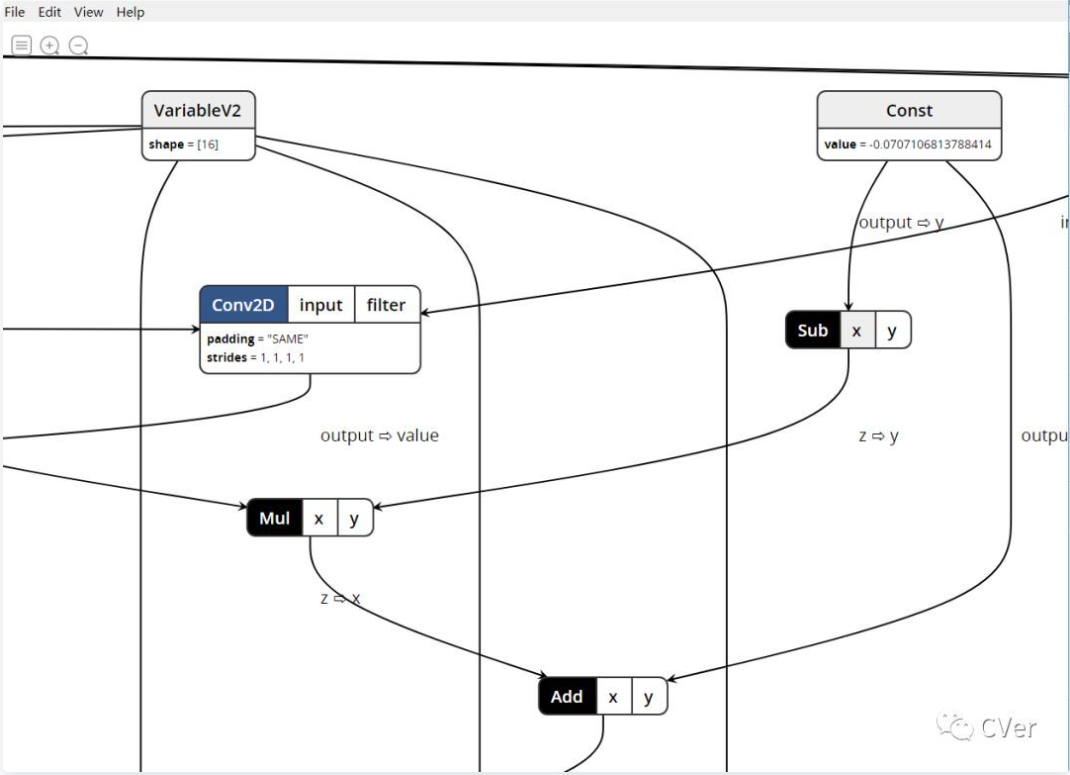 File Edit View Help
VariableV2
shape = [16]
Const
value = -0.0707106813788414
output ⇨ y
Conv2D input filter
padding = "SAME"
strides = 1, 1, 1, 1
Sub x y
output ⇨ value
z ⇨ y
outpu
Mul x y
z ⇨ x
Add x y
CVer